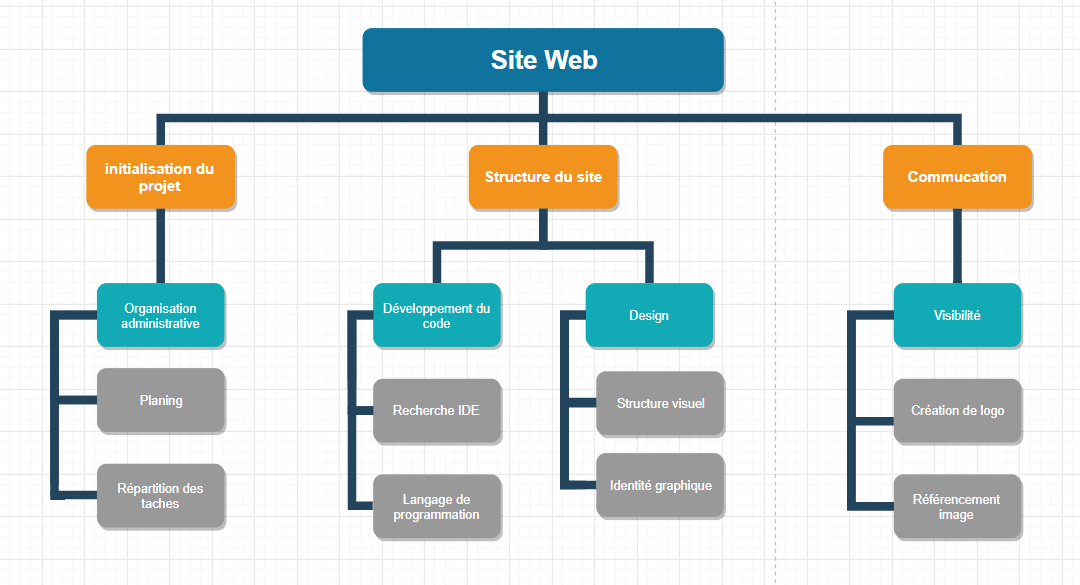 Site Web
initialisation du
projet
Structure du site
Commucation
Organisation
administrative
Développement du
code
Design
Visibilité
Planing
Recherche IDE
Structure visuel
Création de logo
Répartition des
taches
Langage de
programmation
Identité graphique
Référencement
image